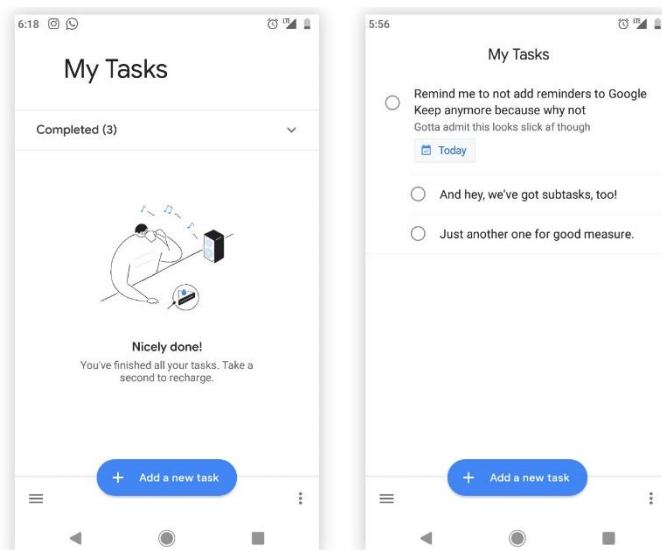 6:18
LTE
My Tasks
Completed (3)
Nicely done!
You've finished all your tasks. Take a
second to recharge.
+ Add a new task
5:56
LTE
My Tasks
Remind me to not add reminders to Google
Keep anymore because why not
Gotta admit this looks slick af though
Today
And hey, we've got subtasks, too!
Just another one for good measure.
+ Add a new task